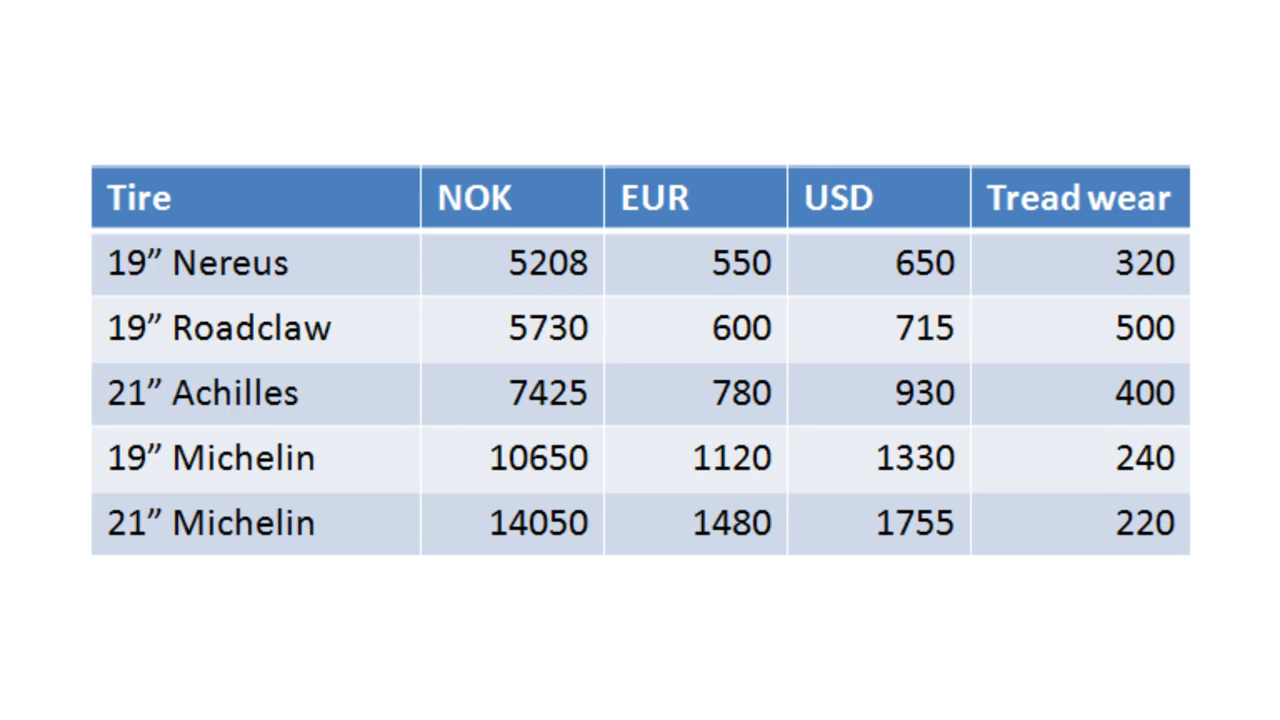 Tire NOK EUR USD Tread wear
19” Nereus 5208 550 650 320
19” Roadclaw 5730 600 715 500
21” Achilles 7425 780 930 400
19” Michelin 10650 1120 1330 240
21” Michelin 14050 1480 1755 220